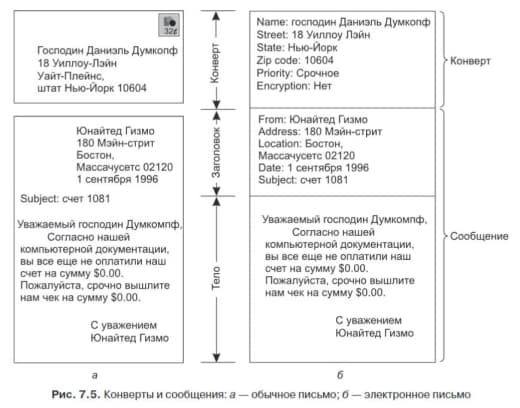 32¢
Господин Даниэль Думкопф
18 Уиллоу-Лэйн
Уайт-Плейнс,
штат Нью-Йорк 10604
Конверт
Name: господин Даниэль Думкопф
Street: 18 Уиллоу Лэйн
State: Нью-Йорк
Zip code: 10604
Priority: Срочное
Encryption: Нет
Конверт
Юнайтед Гизмо
180 Мэйн-стрит
Бостон,
Массачусетс 02120
1 сентября 1996
Subject: счет 1081
Заголовок
From: Юнайтед Гизмо
Address: 180 Мэйн-стрит
Location: Бостон,
Массачусетс 02120
Date: 1 сентября 1996
Subject: счет 1081
Сообщение
Уважаемый господин Думкомпф,
Согласно нашей
компьютерной документации,
вы все еще не оплатили наш
счет на сумму $0.00.
Пожалуйста, срочно вышлите
нам чек на сумму $0.00.
С уважением
Юнайтед Гизмо
Тело
Уважаемый господин Думкомпф,
Согласно нашей
компьютерной документации,
вы все еще не оплатили наш
счет на сумму $0.00.
Пожалуйста, срочно вышлите
нам чек на сумму $0.00.
С уважением
Юнайтед Гизмо
а
б
Рис. 7.5. Конверты и сообщения: а — обычное письмо; б — электронное письмо